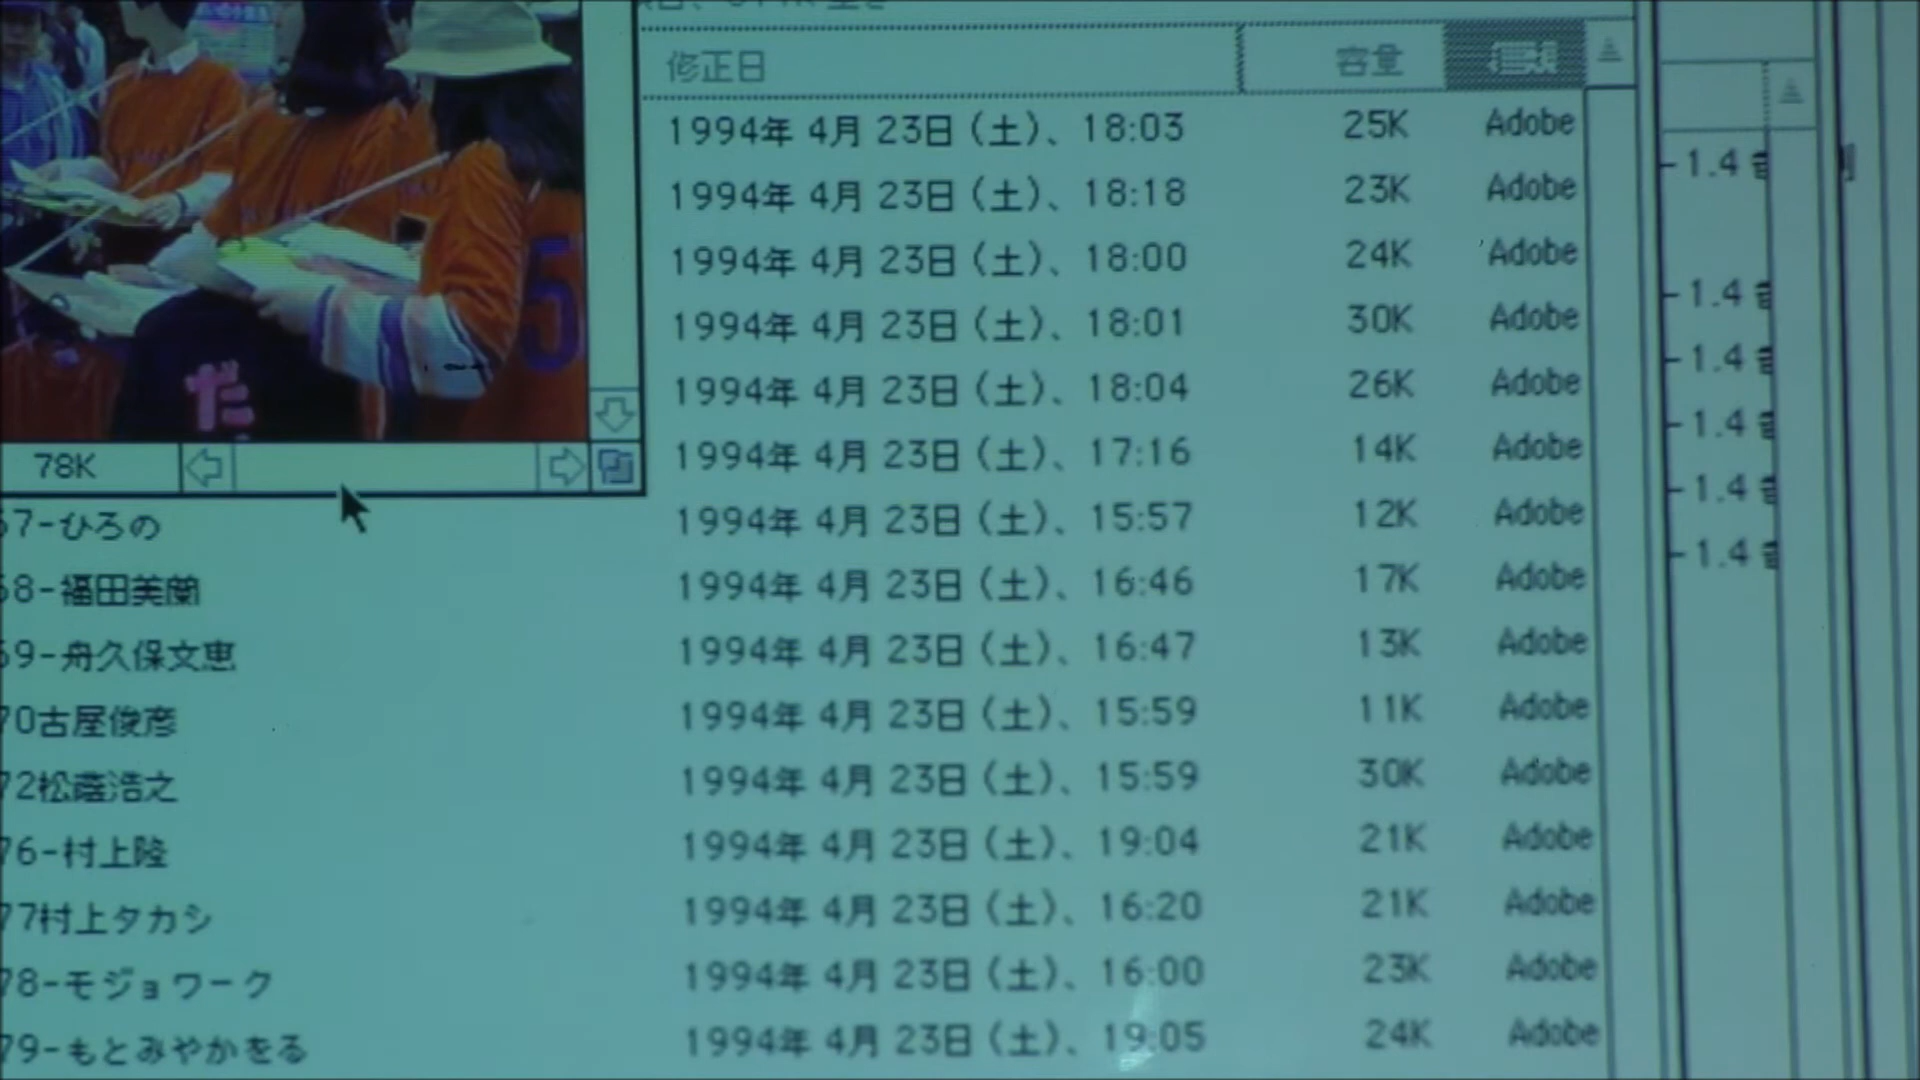 修正日 容量
1994年 4月 23日 (土)、18:03 25K Adobe
1994年 4月 23日 (土)、18:18 23K Adobe
1994年 4月 23日 (土)、18:00 24K Adobe
1994年 4月 23日 (土)、18:01 30K Adobe
1994年 4月 23日 (土)、18:04 26K Adobe
1994年 4月 23日 (土)、17:16 14K Adobe
67-ひろの 1994年 4月 23日 (土)、15:57 12K Adobe
68-福田美蘭 1994年 4月 23日 (土)、16:46 17K Adobe
69-舟久保文恵 1994年 4月 23日 (土)、16:47 13K Adobe
70古屋俊彦 1994年 4月 23日 (土)、15:59 11K Adobe
72松蔭浩之 1994年 4月 23日 (土)、15:59 30K Adobe
76-村上隆 1994年 4月 23日 (土)、19:04 21K Adobe
77村上タカシ 1994年 4月 23日 (土)、16:20 21K Adobe
78-モジョワーク 1994年 4月 23日 (土)、16:00 23K Adobe
79-もとみやかをる 1994年 4月 23日 (土)、19:05 24K Adobe
5
だ
78K
-1.4
-1.4
-1.4
-1.4
-1.4
-1.4